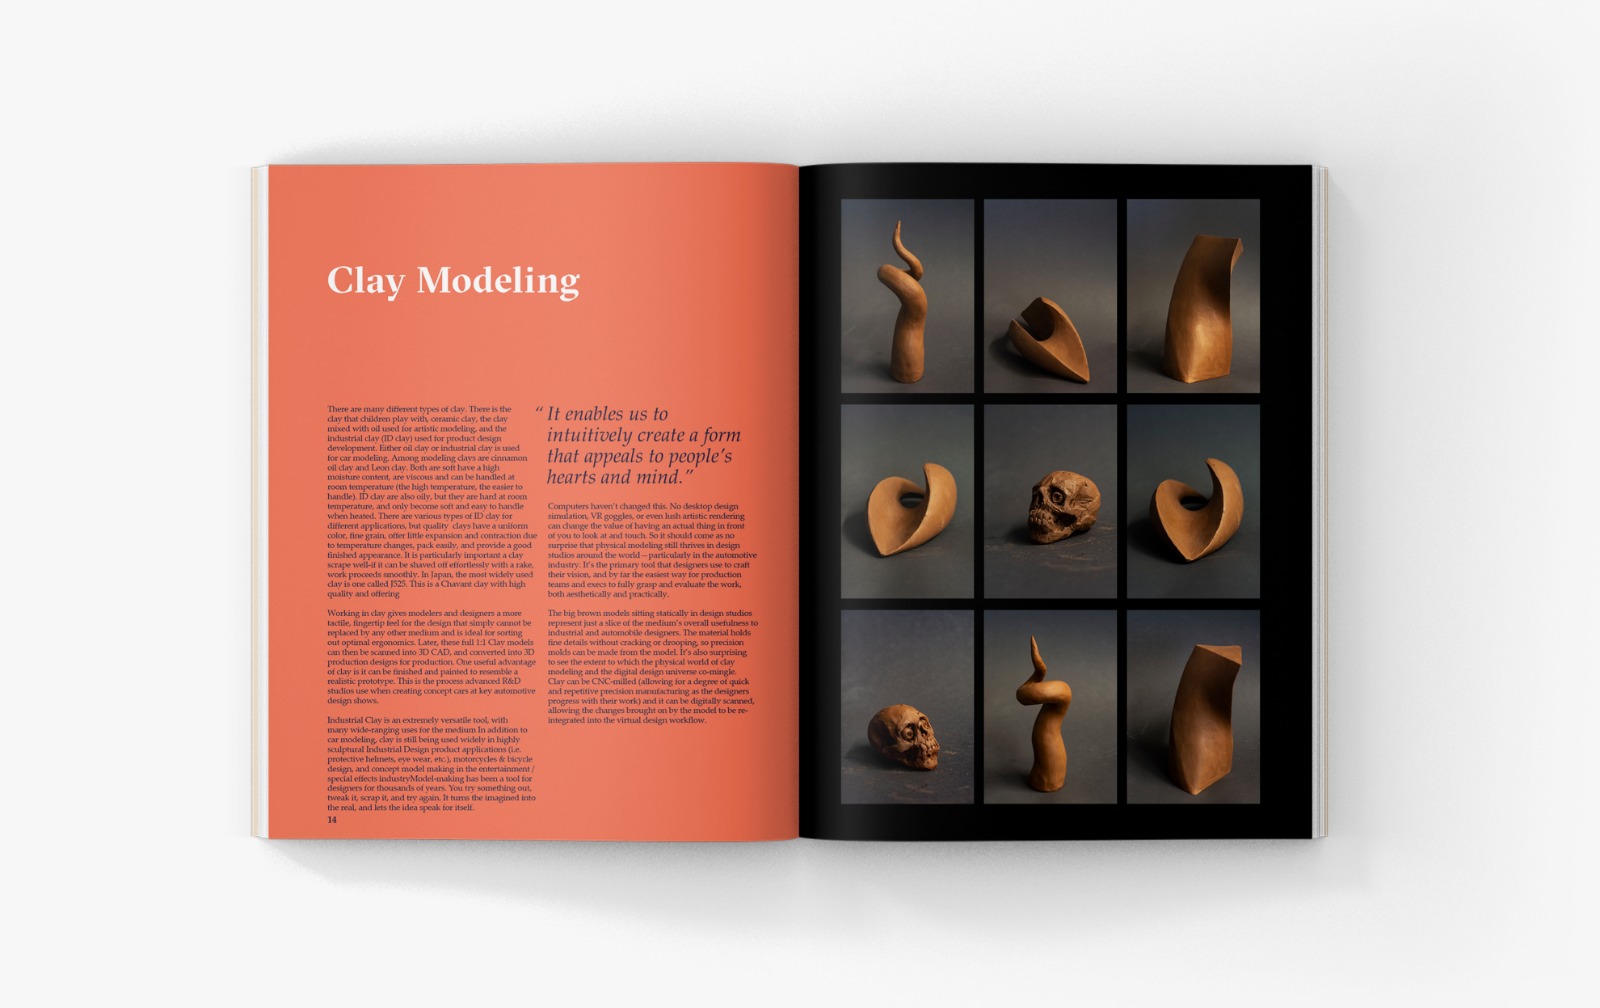 Clay Modeling
There are many different types of clay. There is the
clay that children play with, ceramic clay, the clay
mixed with oil used for artistic modeling, and the
industrial clay (ID clay) used for product design
development. Either oil clay or industrial clay is used
for car modeling. Among modeling clays are cinnamon
oil clay and Leon clay. Both are soft have a high
moisture content, are viscous and can be handled at
room temperature (the high temperature, the easier to
handle). ID clay are also oily, but they are hard at room
temperature, and only become soft and easy to handle
when heated. There are various types of ID clay for
different applications, but quality  clays have a uniform
color, fine grain, offer little expansion and contraction due
to temperature changes, pack easily, and provide a good
finished appearance. It is particularly important a clay
scrape well-if it can be shaved off effortlessly with a rake,
work proceeds smoothly. In Japan, the most widely used
clay is one called J525. This is a Chavant clay with high
quality and offering
Working in clay gives modelers and designers a more
tactile, fingertip feel for the design that simply cannot be
replaced by any other medium and is ideal for sorting
out optimal ergonomics. Later, these full 1:1 Clay models
can then be scanned into 3D CAD, and converted into 3D
production designs for production. One useful advantage
of clay is it can be finished and painted to resemble a
realistic prototype. This is the process advanced R&D
studios use when creating concept cars at key automotive
design shows.
Industrial Clay is an extremely versatile tool, with
many wide-ranging uses for the medium In addition to
car modeling, clay is still being used widely in highly
sculptural Industrial Design product applications (i.e.
protective helmets, eye wear, etc.), motorcycles & bicycle
design, and concept model making in the entertainment /
special effects industryModel-making has been a tool for
designers for thousands of years. You try something out,
tweak it, scrap it, and try again. It turns the imagined into
the real, and lets the idea speak for itself.
14
“ It enables us to
intuitively create a form
that appeals to people’s
hearts and mind.”
Computers haven’t changed this. No desktop design
simulation, VR goggles, or even lush artistic rendering
can change the value of having an actual thing in front
of you to look at and touch. So it should come as no
surprise that physical modeling still thrives in design
studios around the world – particularly in the automotive
industry. It’s the primary tool that designers use to craft
their vision, and by far the easiest way for production
teams and execs to fully grasp and evaluate the work,
both aesthetically and practically.
The big brown models sitting statically in design studios
represent just a slice of the medium’s overall usefulness to
industrial and automobile designers. The material holds
fine details without cracking or drooping, so precision
molds can be made from the model. It’s also surprising
to see the extent to which the physical world of clay
modeling and the digital design universe co-mingle.
Clay can be CNC-milled (allowing for a degree of quick
and repetitive precision manufacturing as the designers
progress with their work) and it can be digitally scanned,
allowing the changes brought on by the model to be re-
integrated into the virtual design workflow.